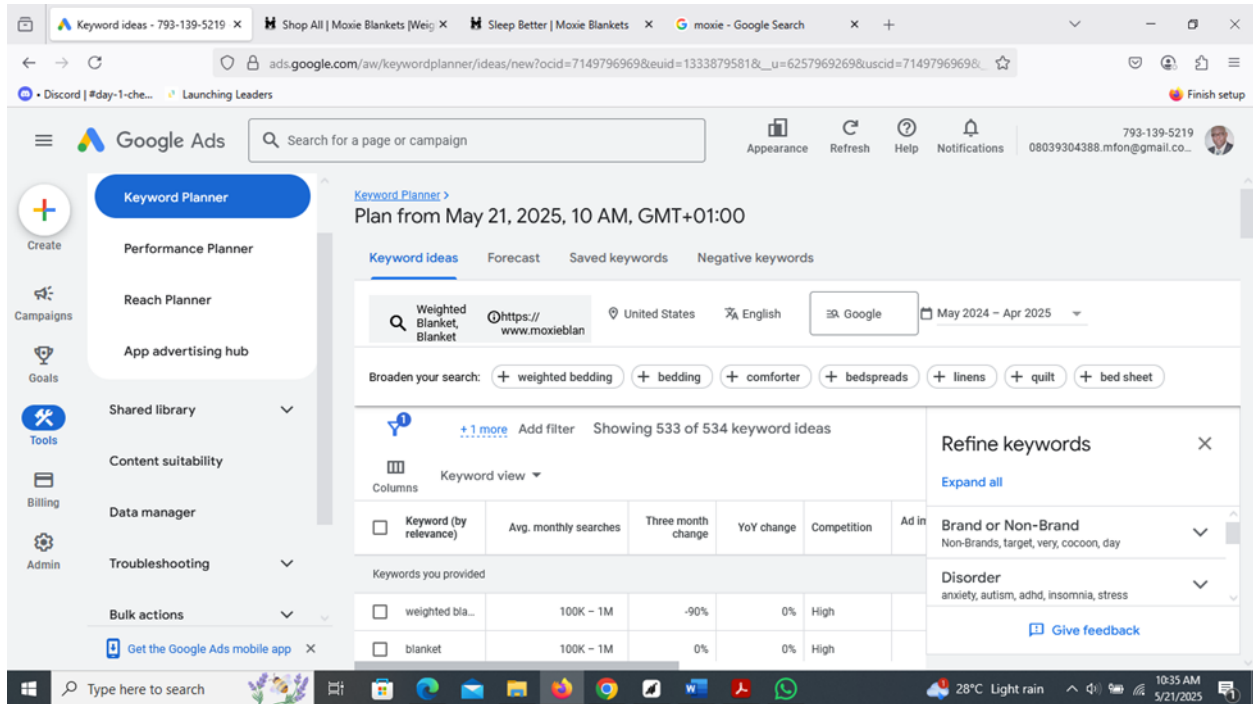 Keyword ideas - 793-139-5219
Shop All | Moxie Blankets |Weig
Sleep Better | Moxie Blankets
moxie - Google Search
ads.google.com/aw/keywordplanner/ideas/new?ocid=7149796969&euid=1333879581&__u=6257969269&uscid=7149796969&_
• Discord | #day-1-che...
Launching Leaders
Finish setup
Google Ads
Search for a page or campaign
Appearance
Refresh
Help
Notifications
793-139-5219
08039304388.mfon@gmail.co...
Create
Campaigns
Goals
Tools
Billing
Admin
Keyword Planner
Performance Planner
Reach Planner
App advertising hub
Shared library
Content suitability
Data manager
Troubleshooting
Bulk actions
Get the Google Ads mobile app
Keyword Planner >
Plan from May 21, 2025, 10 AM, GMT+01:00
Keyword ideas Forecast Saved keywords Negative keywords
Weighted
Blanket,
Blanket
https://
www.moxieblan
United States
English
Google
May 2024 – Apr 2025
Broaden your search: + weighted bedding + bedding + comforter + bedspreads + linens + quilt + bed sheet
1
+ 1 more Add filter Showing 533 of 534 keyword ideas
Columns
Keyword view
Keyword (by
relevance)
Avg. monthly searches
Three month
change
YoY change
Competition
Ad im
Keywords you provided
weighted bla... 100K – 1M -90% 0% High
blanket 100K – 1M 0% 0% High
Refine keywords
Expand all
Brand or Non-Brand
Non-Brands, target, very, cocoon, day
Disorder
anxiety, autism, adhd, insomnia, stress
Give feedback
Type here to search
28°C Light rain
10:35 AM
5/21/2025
1